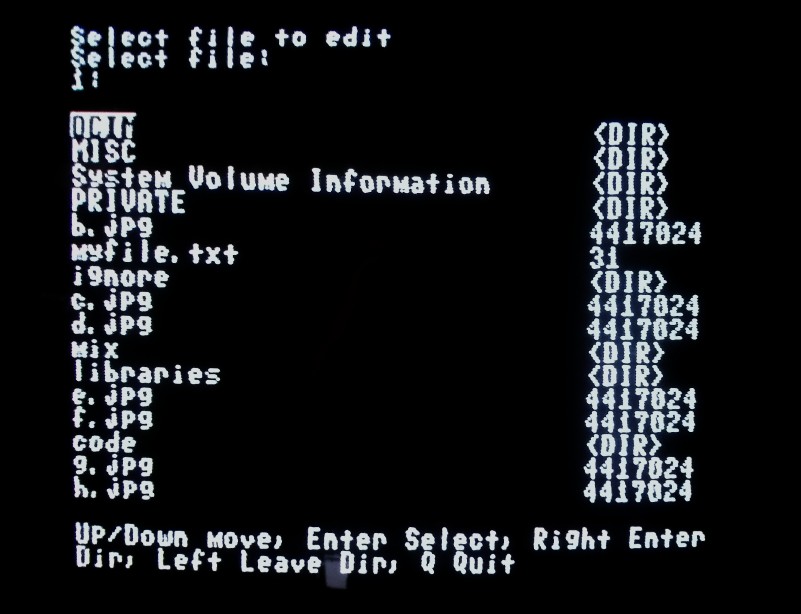 Select file to edit
Select file:
1:
DCIM <DIR>
MISC <DIR>
System Volume Information <DIR>
PRIVATE <DIR>
b.jpg 4417024
myfile.txt 31
ignore <DIR>
c.jpg 4417024
d.jpg 4417024
mix <DIR>
libraries <DIR>
e.jpg 4417024
f.jpg 4417024
code <DIR>
g.jpg 4417024
h.jpg 4417024
UP/Down move, Enter Select, Right Enter
Dir, Left Leave Dir, Q Quit